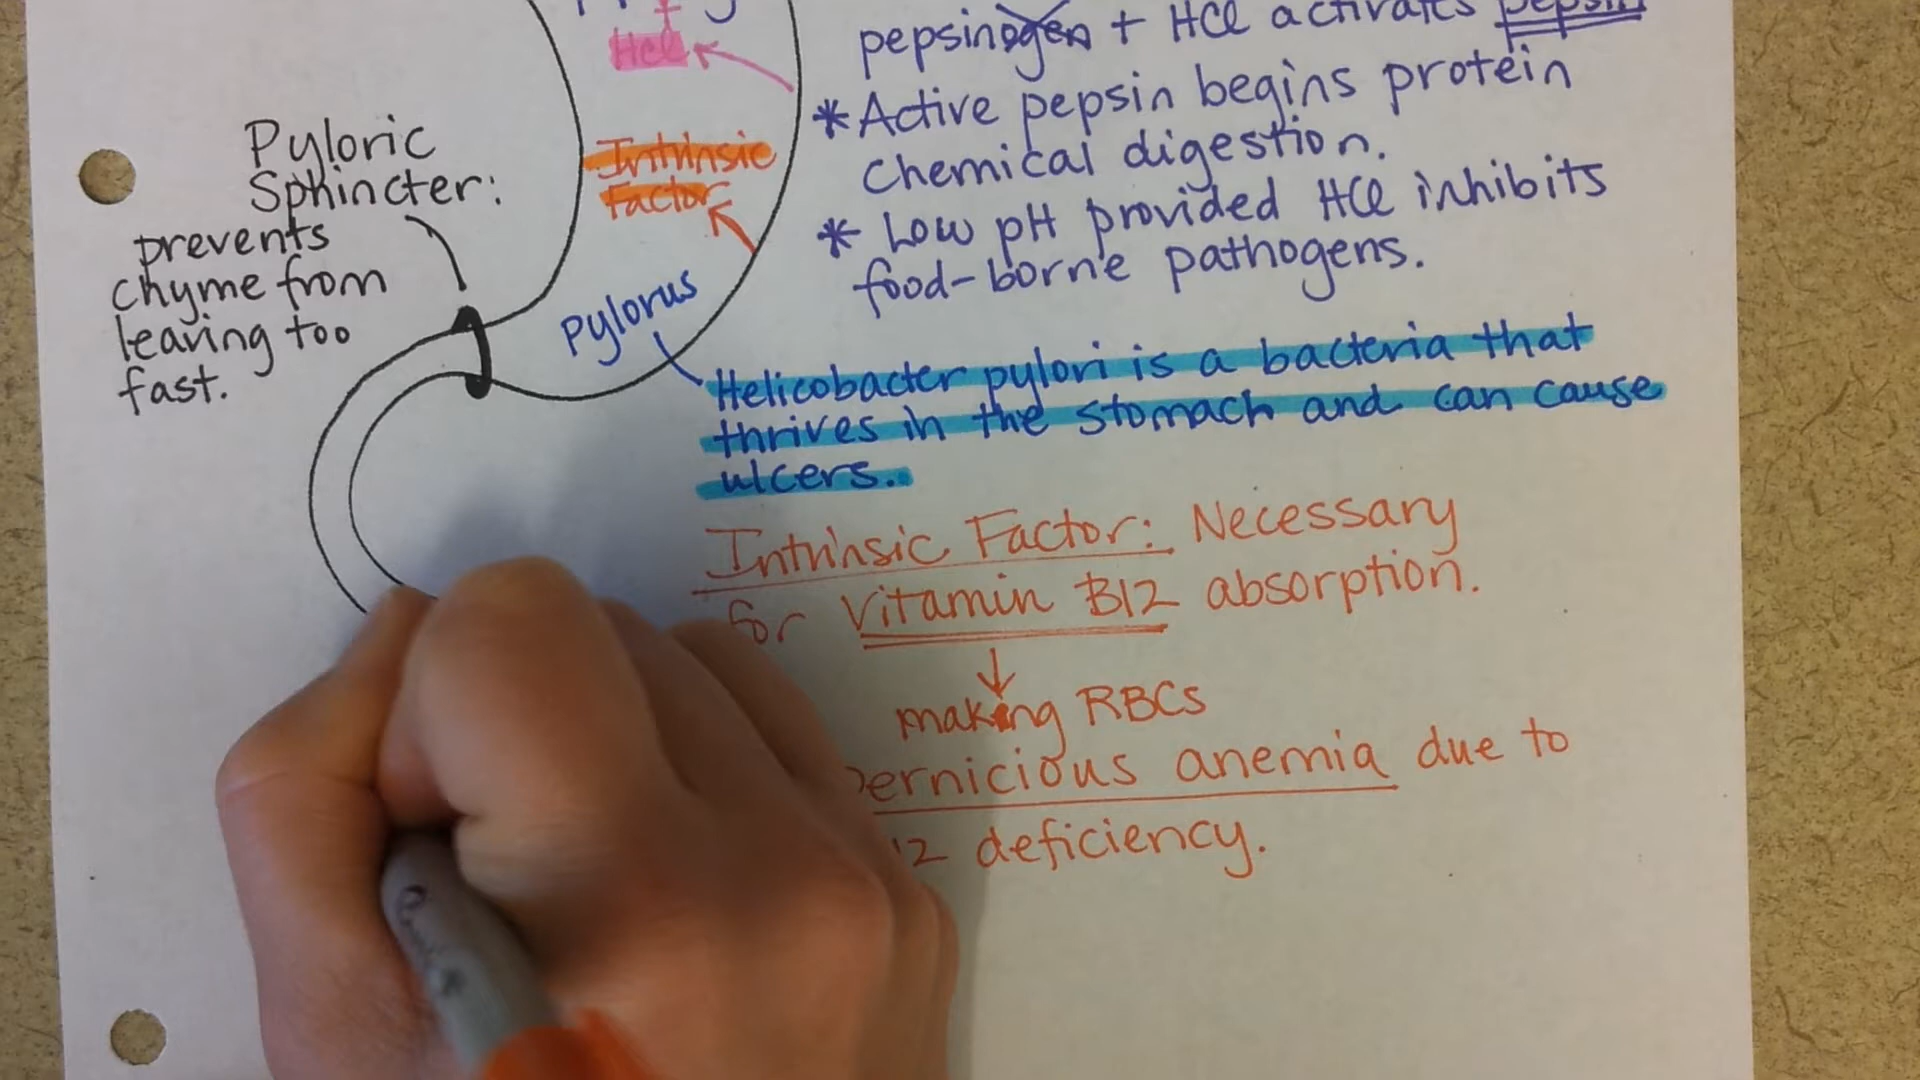 HCl
Intrinsic
Factor
Pylorus
Pyloric
Sphincter:
prevents
chyme from
leaving too
fast.
pepsinogen + HCl activates pepsin
* Active pepsin begins protein
chemical digestion.
* Low pH provided HCl inhibits
food-borne pathogens.
Helicobacter pylori is a bacteria that
thrives in the stomach and can cause
ulcers.
Intrinsic Factor: Necessary
for Vitamin B12 absorption.
↓
making RBCs
pernicious anemia due to
12 deficiency.